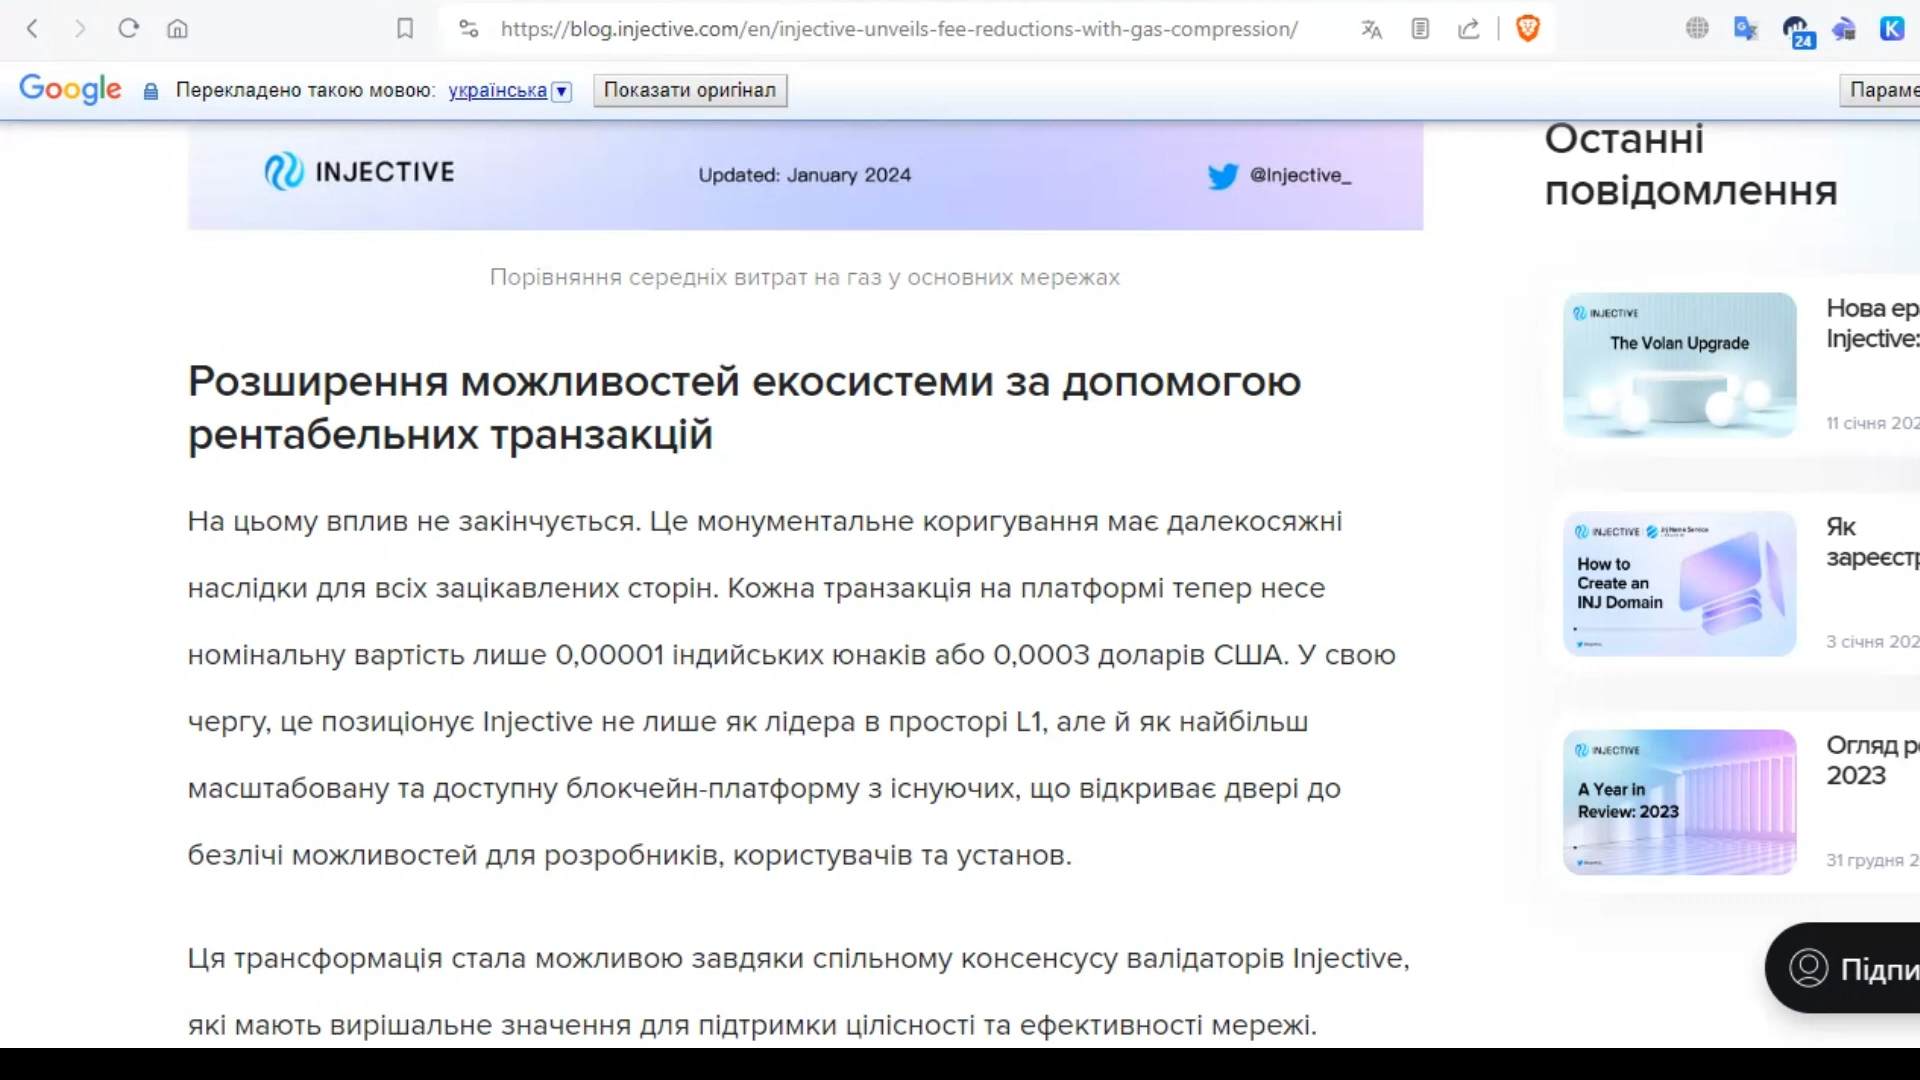 https://blog.injective.com/en/injective-unveils-fee-reductions-with-gas-compression/
24
K
Google Перекладено такою мовою: українська Показати оригінал Параме
INJECTIVE Updated: January 2024 @Injective_
Порівняння середніх витрат на газ у основних мережах
Розширення можливостей екосистеми за допомогою
рентабельних транзакцій
На цьому вплив не закінчується. Це монументальне коригування має далекосяжні
наслідки для всіх зацікавлених сторін. Кожна транзакція на платформі тепер несе
номінальну вартість лише 0,00001 індийських юнаків або 0,0003 доларів США. У свою
чергу, це позиціонує Injective не лише як лідера в просторі L1, але й як найбільш
масштабовану та доступну блокчейн-платформу з існуючих, що відкриває двері до
безлічі можливостей для розробників, користувачів та установ.
Ця трансформація стала можливою завдяки спільному консенсусу валідаторів Injective,
які мають вирішальне значення для підтримки цілісності та ефективності мережі.
Останні
повідомлення
INJECTIVE
The Volan Upgrade
Нова ер
Injective:
11 січня 202
INJECTIVE
How to
Create an
INJ Domain
Як
зареєстр
3 січня 202
INJECTIVE
A Year in
Review: 2023
Огляд р
2023
31 грудня 2
Підпи